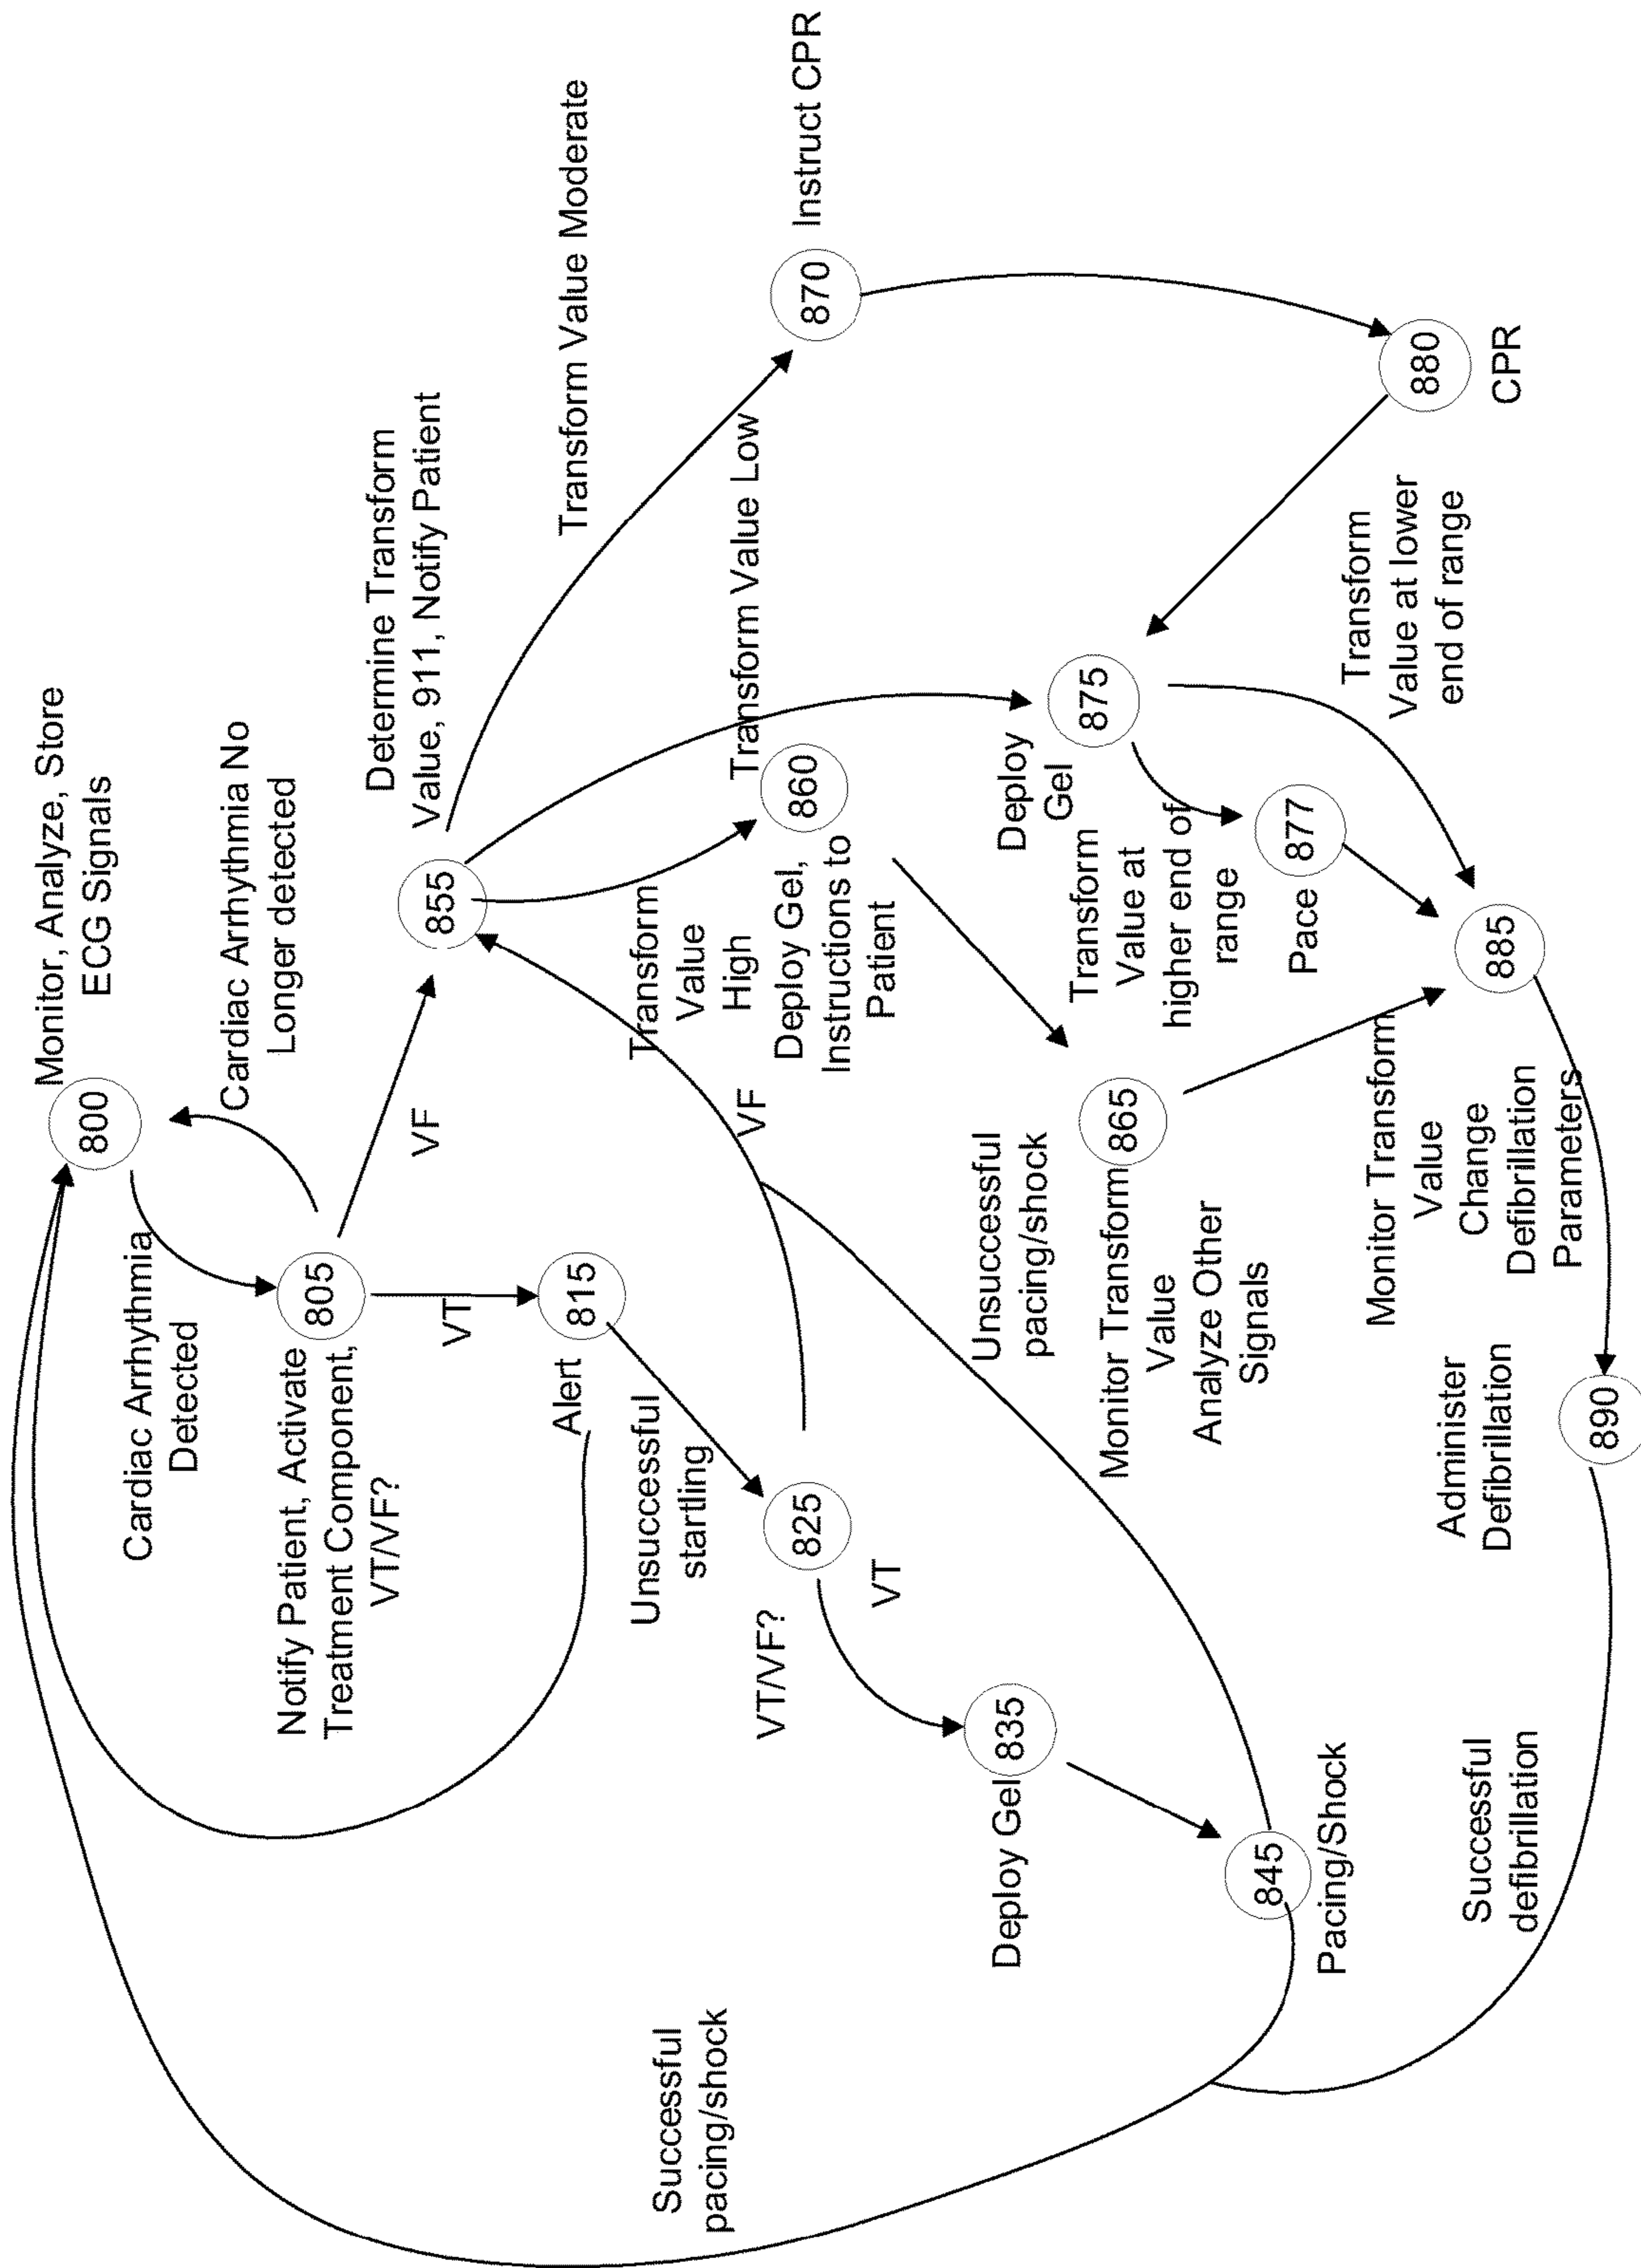 Monitor, Analyze, Store
ECG Signals
800
Cardiac Arrhythmia
Detected
Cardiac Arrhythmia No
Longer detected
Notify Patient, Activate
Treatment Component,
VT/VF?
805
VF
Determine Transform
Value, 911, Notify Patient
855
VT
Alert
815
Transform Value Moderate
Unsuccessful
startling
Transform
Value
High
Successful
pacing/shock
VT/VF?
825
VF
Deploy Gel,
Instructions to
Patient
860
Transform Value Low
870
Instruct CPR
VT
Deploy Gel
835
Unsuccessful
pacing/shock
Deploy
Gel
875
Monitor Transform
Value
Analyze Other
Signals
865
Transform
Value at
higher end of
range
845
Pacing/Shock
Pace
877
Transform
Value at lower
end of range
Monitor Transform
Value
Change
Defibrillation
Parameters
885
880
CPR
Successful
defibrillation
Administer
Defibrillation
890